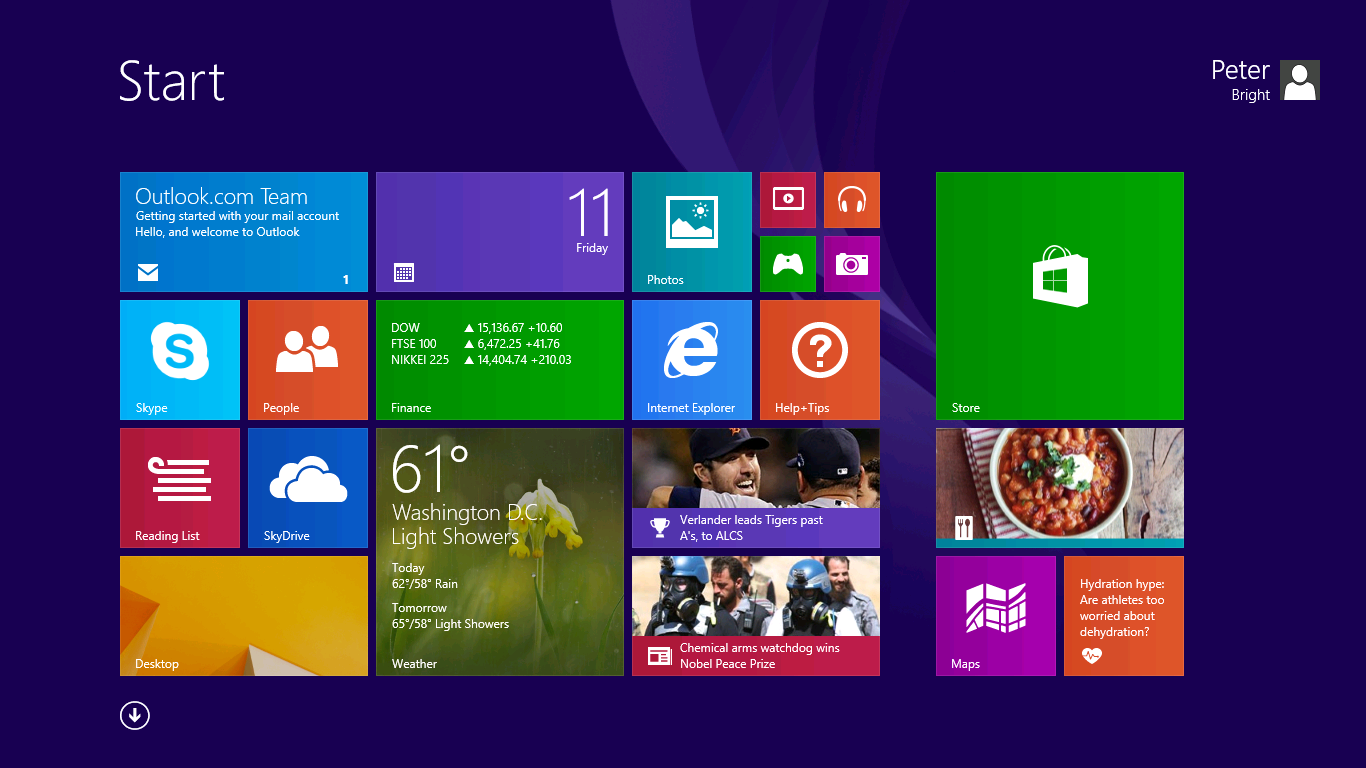 Start
Peter
Bright
Outlook.com Team
Getting started with your mail account
Hello, and welcome to Outlook
1
11
Friday
Photos
Skype
People
DOW ▲ 15,136.67 +10.60
FTSE 100 ▲ 6,472.25 +41.76
NIKKEI 225 ▲ 14,404.74 +210.03
Finance
Internet Explorer
Help+Tips
Store
Reading List
SkyDrive
61°
Washington D.C.
Light Showers
Today
62°/58° Rain
Tomorrow
65°/58° Light Showers
Weather
Verlander leads Tigers past
A's, to ALCS
Desktop
Chemical arms watchdog wins
Nobel Peace Prize
Maps
Hydration hype:
Are athletes too
worried about
dehydration?